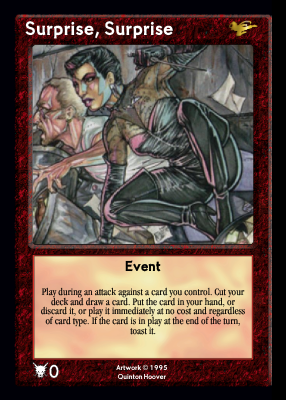 Surprise, Surprise
Event
Play during an attack against a card you control. Cut your
deck and draw a card. Put the card in your hand, or
discard it, or play it immediately at no cost and regardless
of card type. If the card is in play at the end of the turn,
toast it.
0
Artwork © 1995
Quinton Hoover